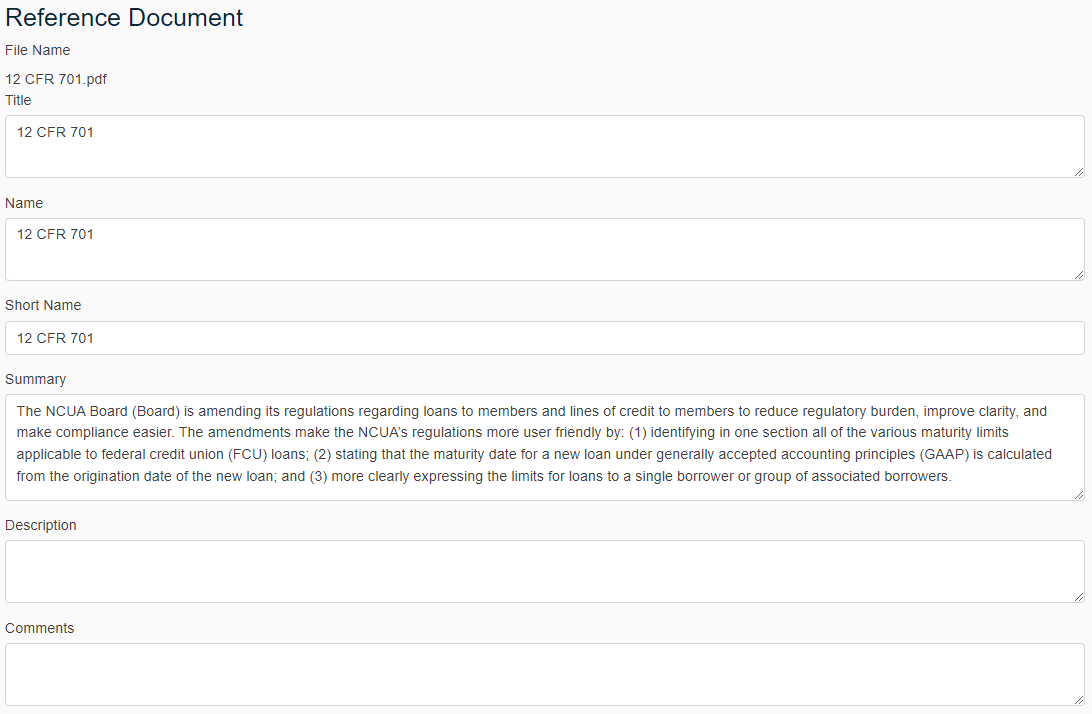 Reference Document
File Name
12 CFR 701.pdf
Title
12 CFR 701
Name
12 CFR 701
Short Name
12 CFR 701
Summary
The NCUA Board (Board) is amending its regulations regarding loans to members and lines of credit to members to reduce regulatory burden, improve clarity, and
make compliance easier. The amendments make the NCUA’s regulations more user friendly by: (1) identifying in one section all of the various maturity limits
applicable to federal credit union (FCU) loans; (2) stating that the maturity date for a new loan under generally accepted accounting principles (GAAP) is calculated
from the origination date of the new loan; and (3) more clearly expressing the limits for loans to a single borrower or group of associated borrowers.
Description
Comments